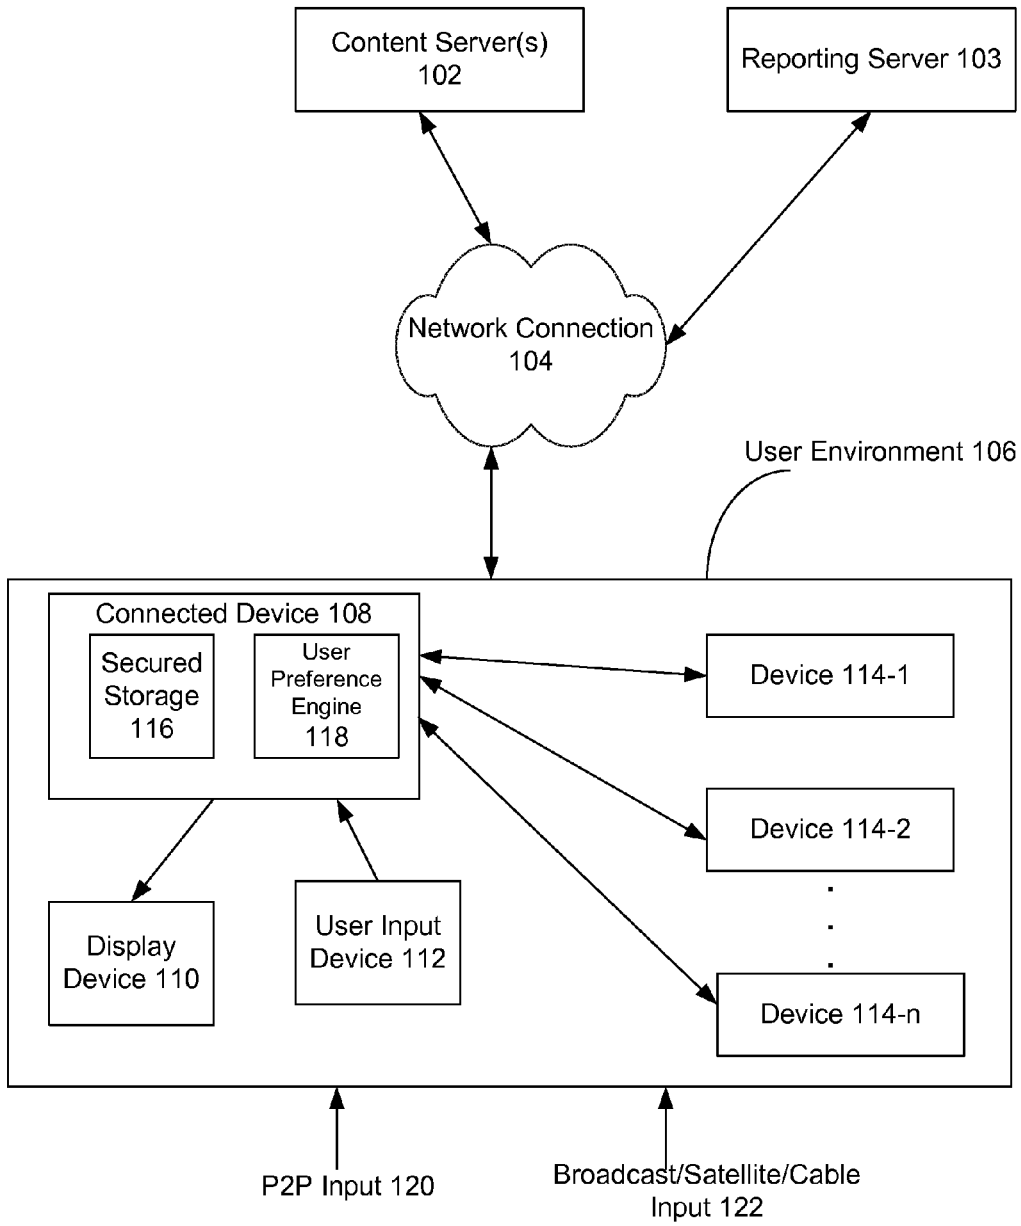 Content Server(s)
102
Reporting Server 103
Network Connection
104
User Environment 106
Connected Device 108
Secured
Storage
116
User
Preference
Engine
118
Device 114-1
Device 114-2
Display
Device 110
User Input
Device 112
Device 114-n
P2P Input 120
Broadcast/Satellite/Cable
Input 122